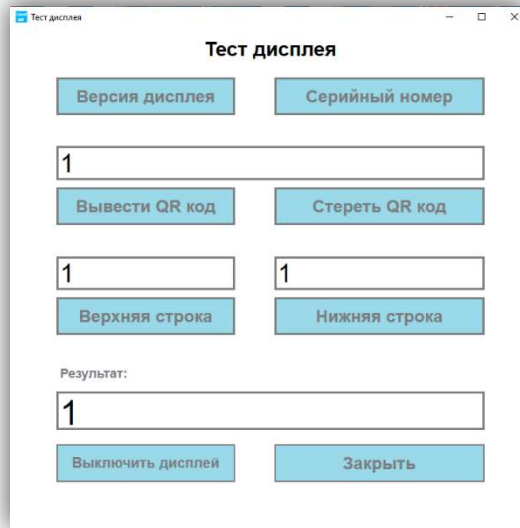 Тест дисплея
Тест дисплея
Версия дисплея Серийный номер
1
Вывести QR код Стереть QR код
1 1
Верхняя строка Нижняя строка
Результат:
1
Выключить дисплей Закрыть